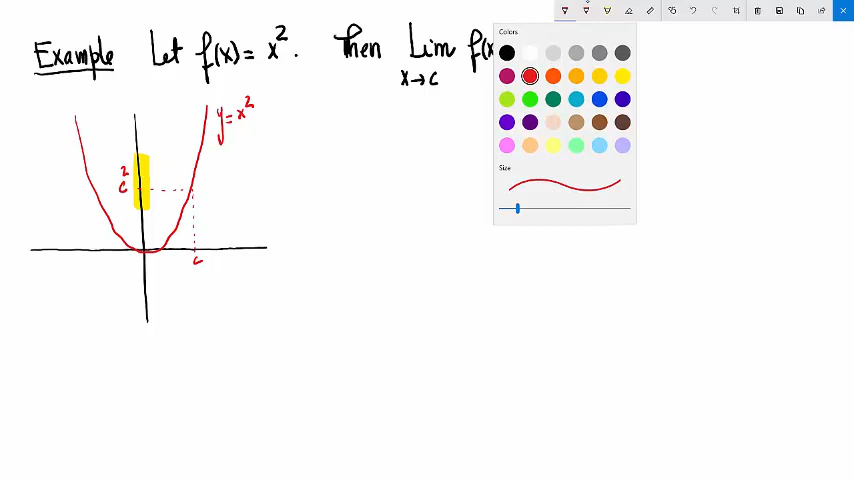 Example Let f(x) = x². Then Lim f(x
x→c
y = x²
c²
c
Colors
Size